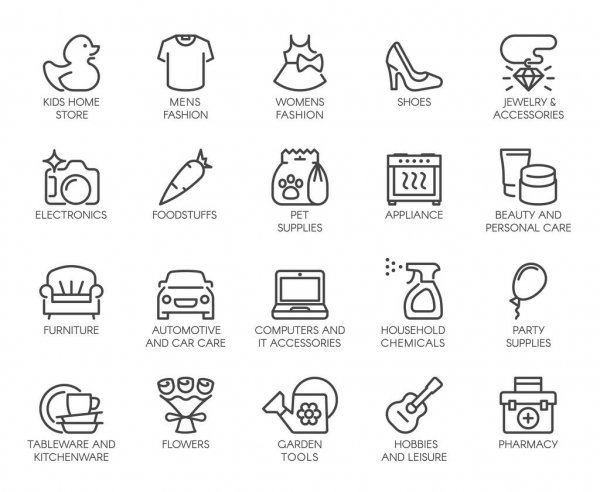 KIDS HOME
STORE
MENS
FASHION
WOMENS
FASHION
SHOES
JEWELRY &
ACCESSORIES
ELECTRONICS
FOODSTUFFS
PET
SUPPLIES
APPLIANCE
BEAUTY AND
PERSONAL CARE
FURNITURE
AUTOMOTIVE
AND CAR CARE
COMPUTERS AND
IT ACCESSORIES
HOUSEHOLD
CHEMICALS
PARTY
SUPPLIES
TABLEWARE AND
KITCHENWARE
FLOWERS
GARDEN
TOOLS
HOBBIES
AND LEISURE
PHARMACY